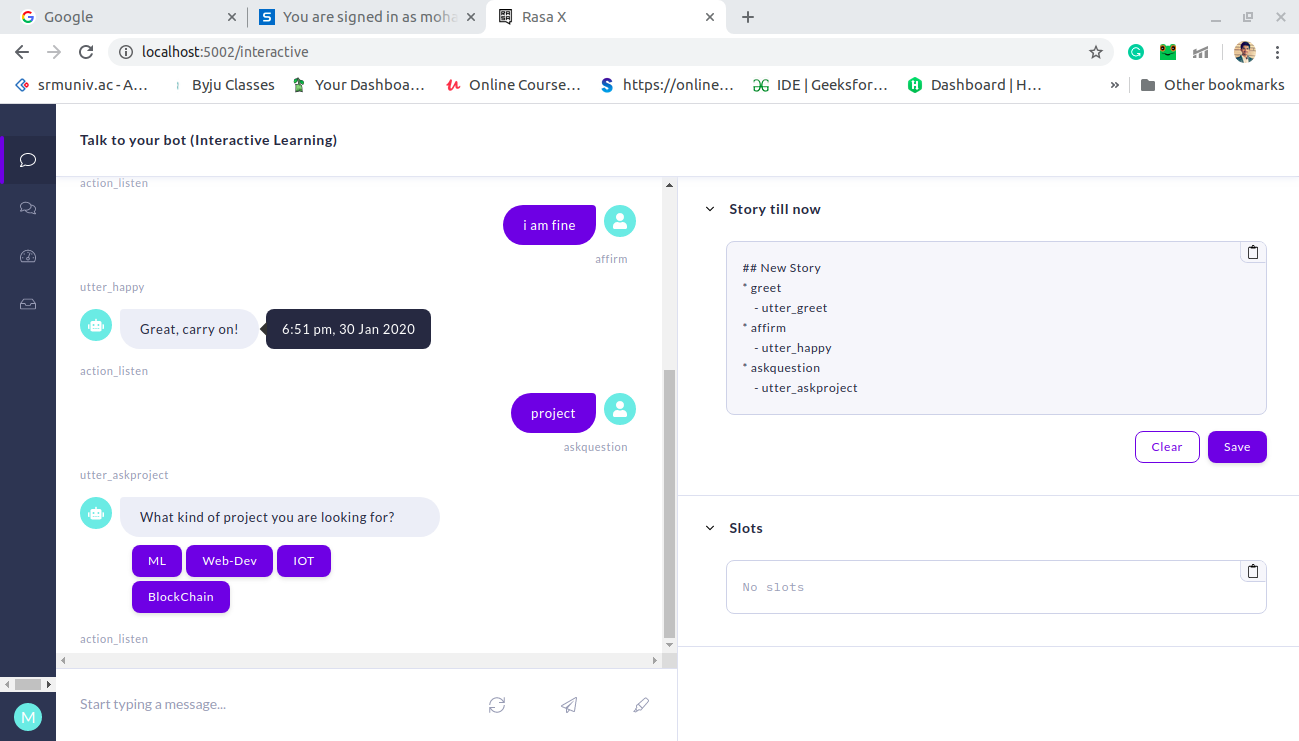 Google
You are signed in as moha
Rasa X
localhost:5002/interactive
srmuniv.ac - A...
Byju Classes
Your Dashboa...
Online Course...
https://online...
IDE | Geeksfor...
Dashboard | H...
»
Other bookmarks
Talk to your bot (Interactive Learning)
action_listen
i am fine
affirm
utter_happy
Great, carry on!
6:51 pm, 30 Jan 2020
action_listen
project
askquestion
utter_askproject
What kind of project you are looking for?
ML
Web-Dev
IOT
BlockChain
action_listen
Start typing a message...
M
Story till now
## New Story
* greet
- utter_greet
* affirm
- utter_happy
* askquestion
- utter_askproject
Clear
Save
Slots
No slots